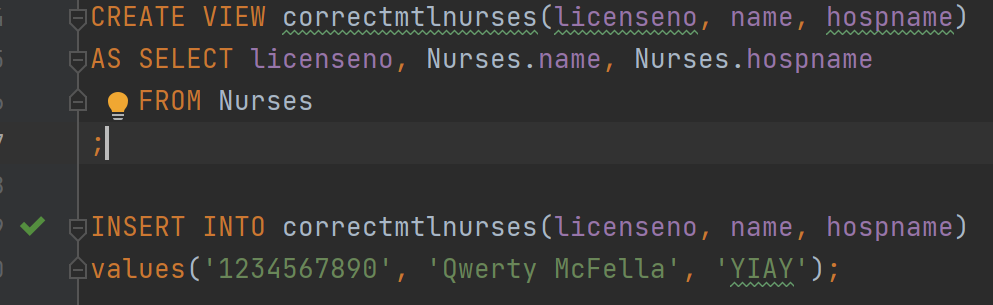 CREATE VIEW correctmtlnurses(licenseno, name, hospname)
AS SELECT licenseno, Nurses.name, Nurses.hospname
FROM Nurses
;
INSERT INTO correctmtlnurses(licenseno, name, hospname)
values('1234567890', 'Qwerty McFella', 'YIAY');